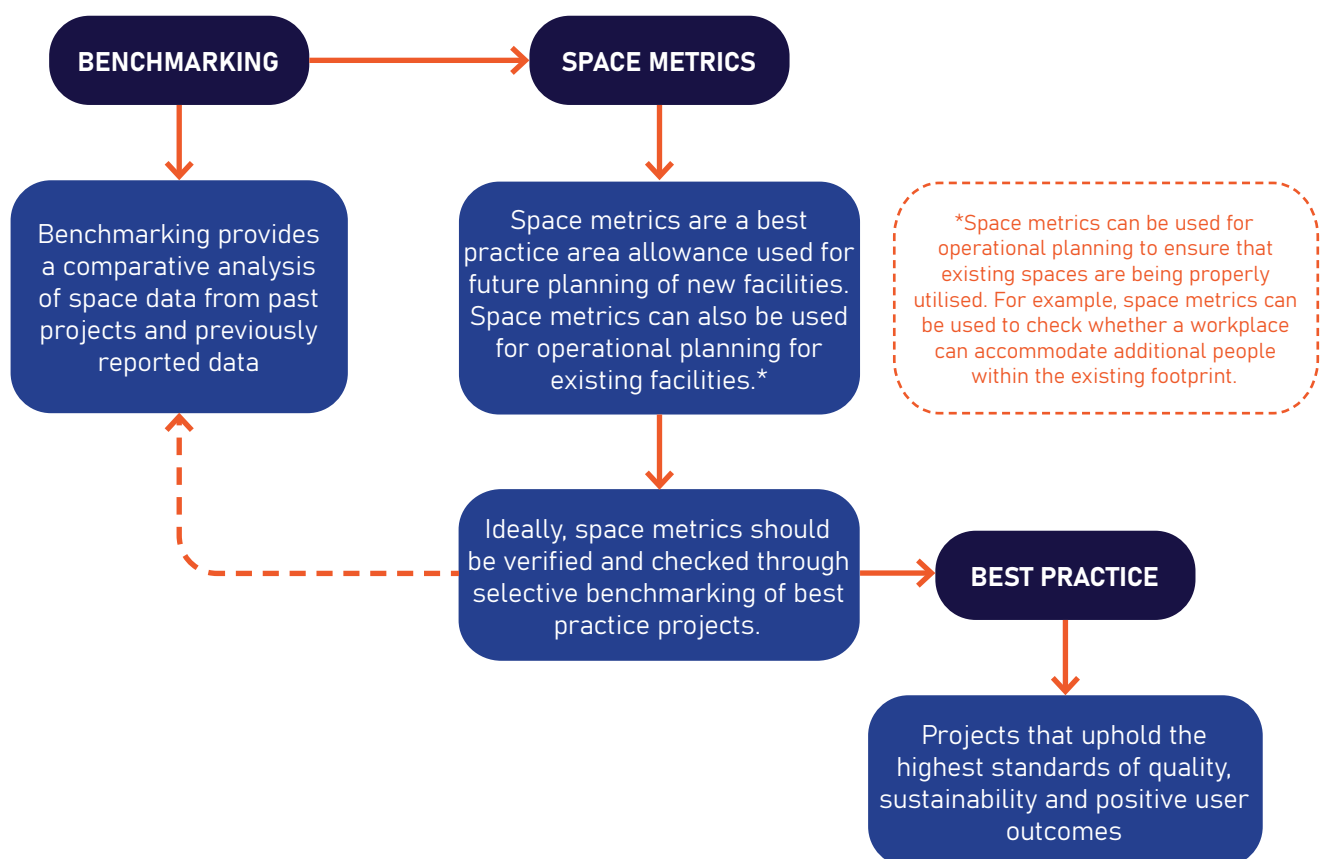 BENCHMARKING
SPACE METRICS
Benchmarking provides
a comparative analysis
of space data from past
projects and previously
reported data
Space metrics are a best
practice area allowance used for
future planning of new facilities.
Space metrics can also be used
for operational planning for
existing facilities.*
*Space metrics can be used for
operational planning to ensure that
existing spaces are being properly
utilised. For example, space metrics can
be used to check whether a workplace
can accommodate additional people
within the existing footprint.
Ideally, space metrics should
be verified and checked through
selective benchmarking of best
practice projects.
BEST PRACTICE
Projects that uphold the
highest standards of quality,
sustainability and positive user
outcomes